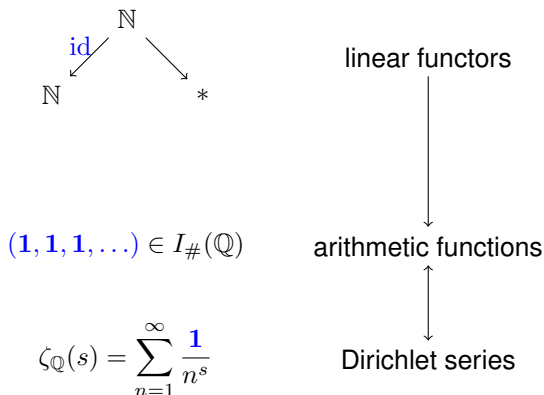 ℕ
id
linear functors
ℕ *
(1, 1, 1, …) ∈ I_#(ℚ)
arithmetic functions
ζ_ℚ(s) = ∑_{n=1}^{∞} 1/n^s
Dirichlet series